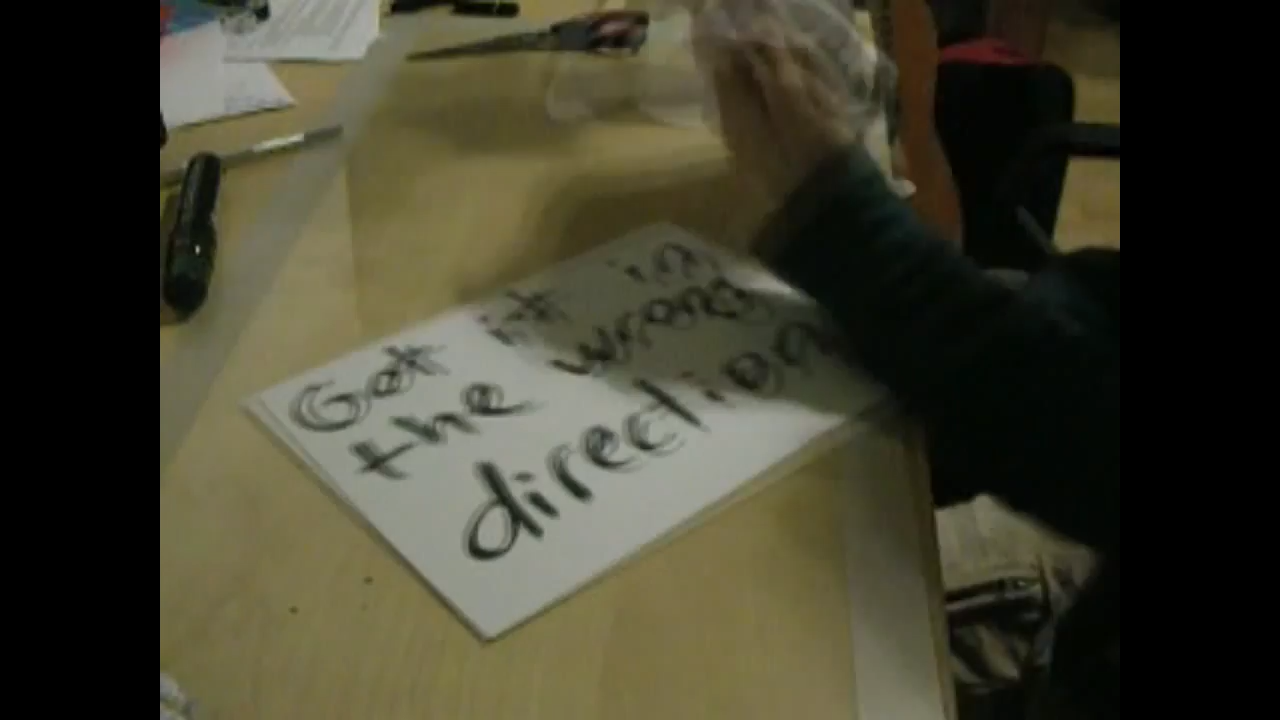 Got it in
the wrong
direction